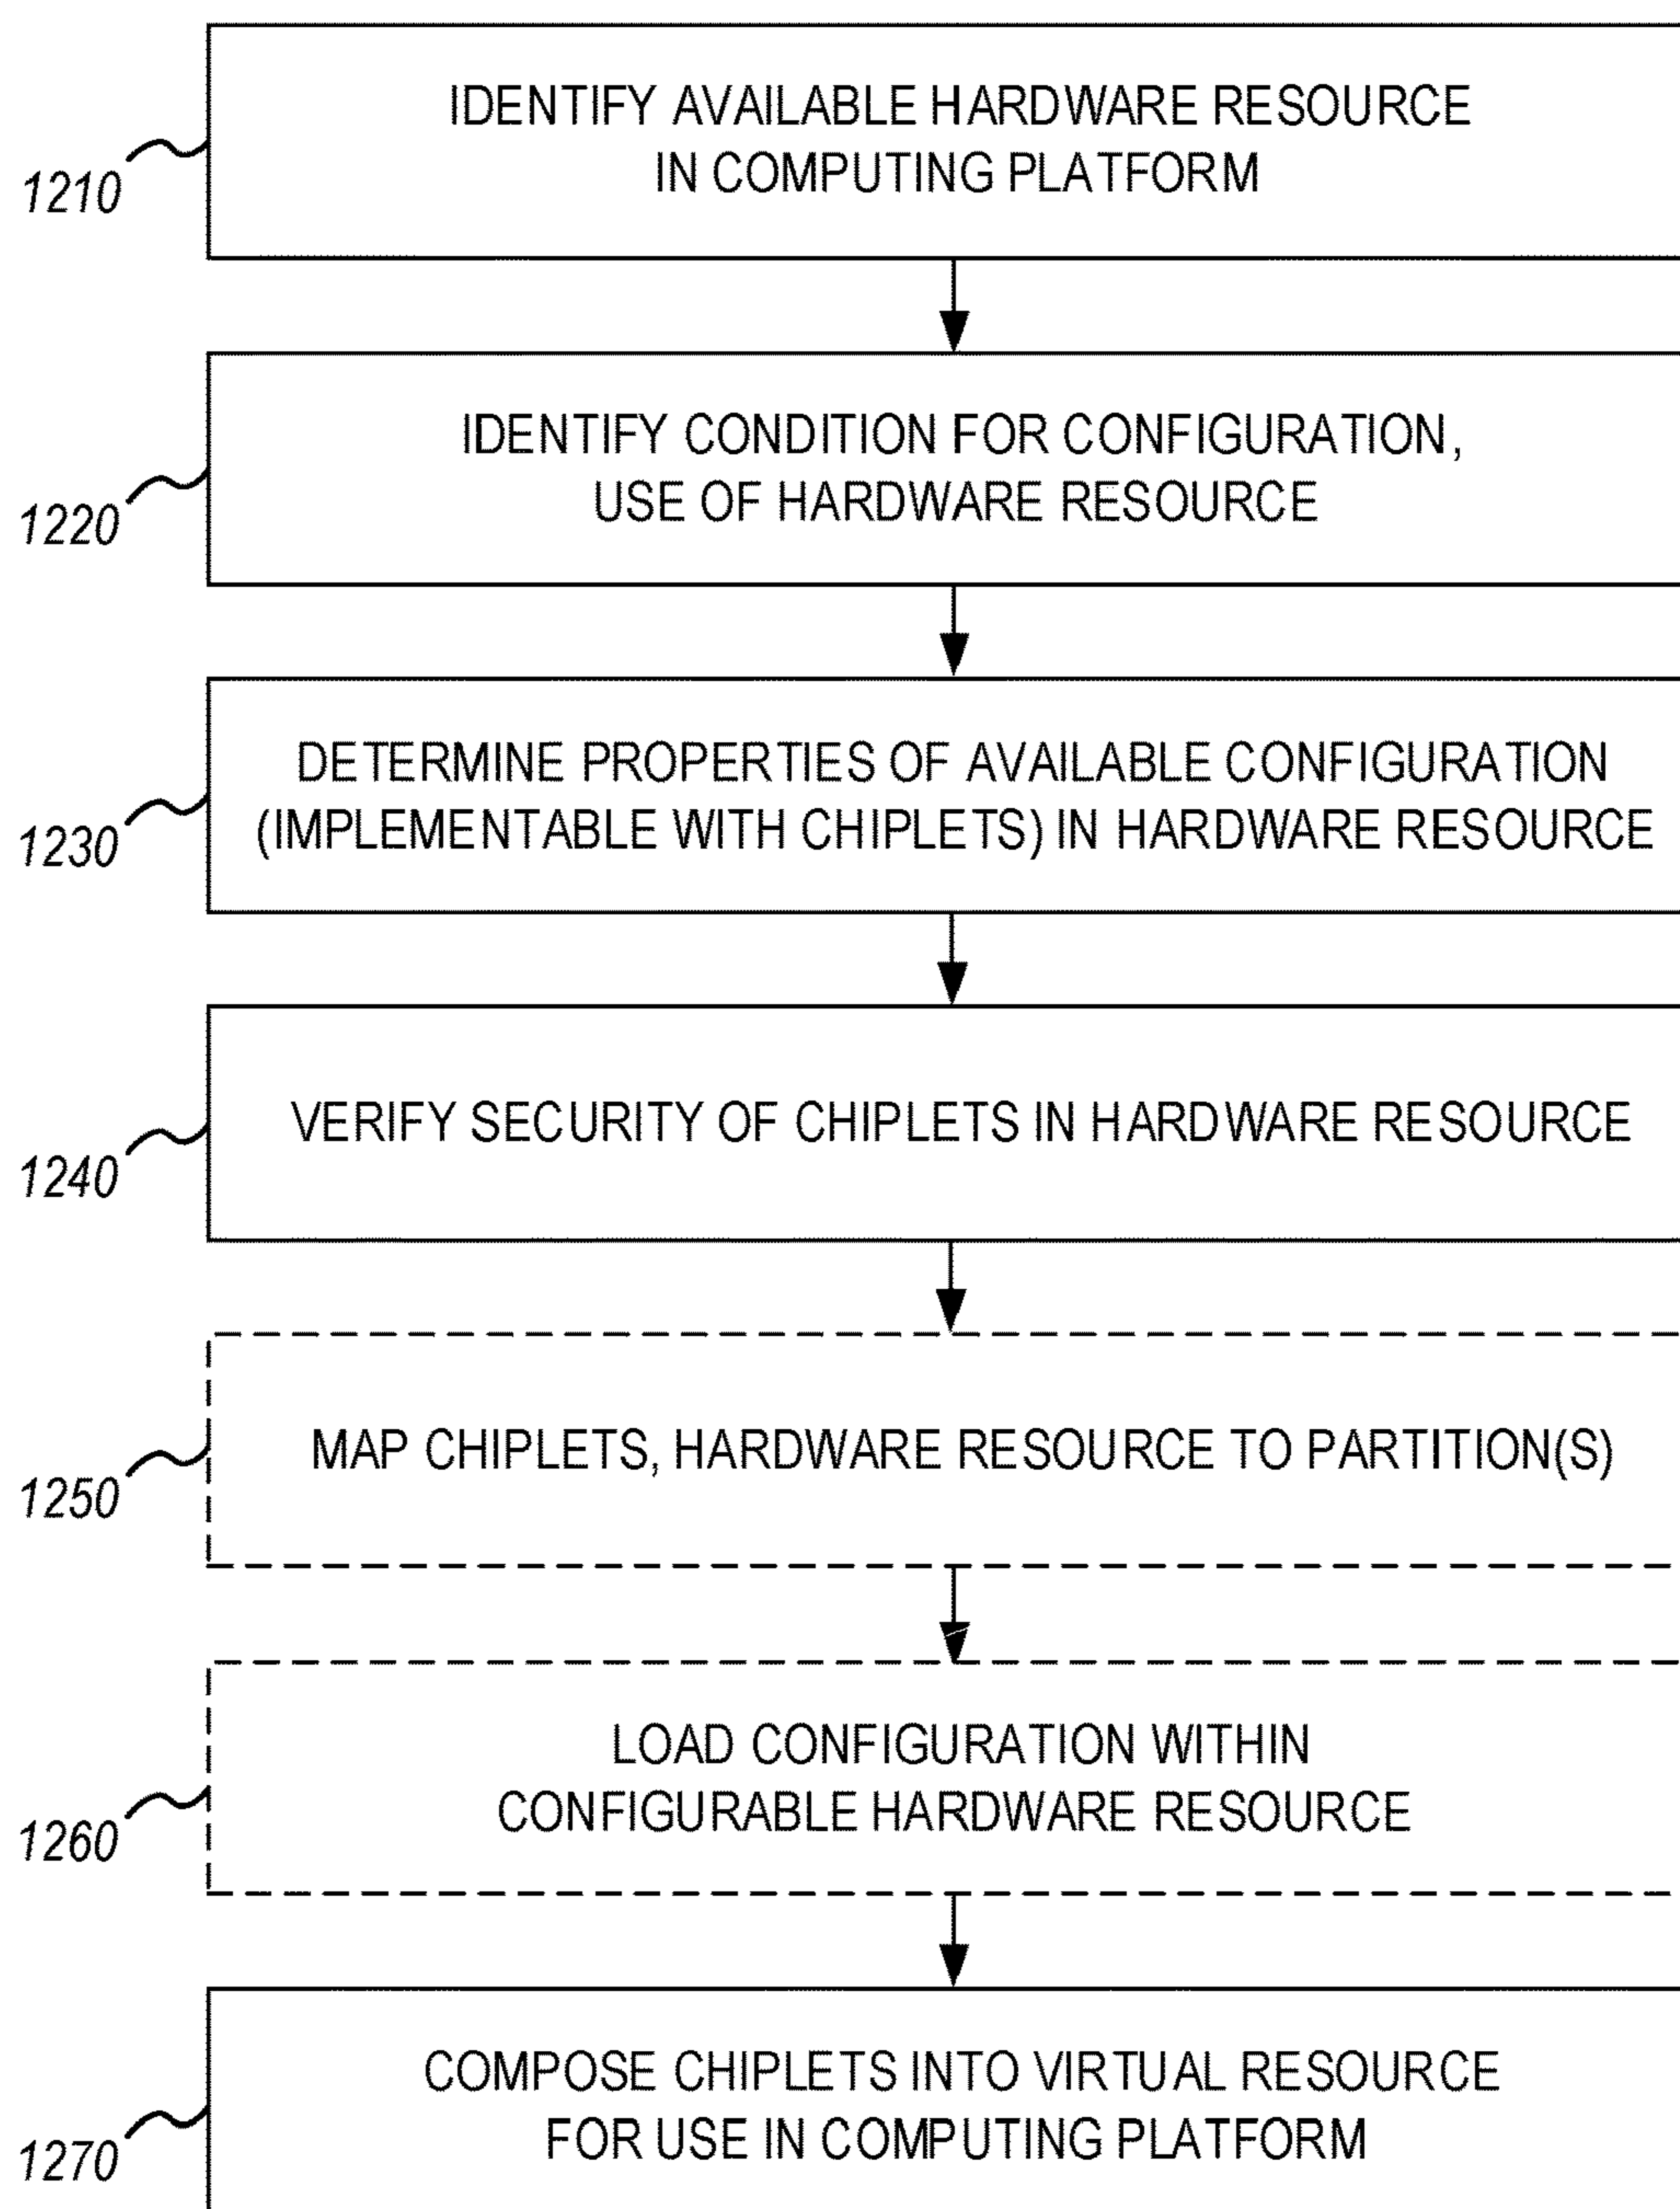 IDENTIFY AVAILABLE HARDWARE RESOURCE
IN COMPUTING PLATFORM
1210
IDENTIFY CONDITION FOR CONFIGURATION,
USE OF HARDWARE RESOURCE
1220
DETERMINE PROPERTIES OF AVAILABLE CONFIGURATION
(IMPLEMENTABLE WITH CHIPLETS) IN HARDWARE RESOURCE
1230
VERIFY SECURITY OF CHIPLETS IN HARDWARE RESOURCE
1240
MAP CHIPLETS, HARDWARE RESOURCE TO PARTITION(S)
1250
LOAD CONFIGURATION WITHIN
CONFIGURABLE HARDWARE RESOURCE
1260
COMPOSE CHIPLETS INTO VIRTUAL RESOURCE
FOR USE IN COMPUTING PLATFORM
1270